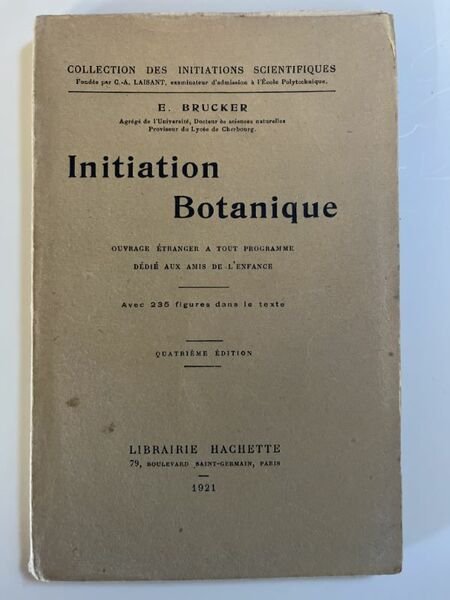 COLLECTION DES INITIATIONS SCIENTIFIQUES
Fondée par C.-A. LAISANT, examinateur d'admission à l'École Polytechnique.
E. BRUCKER
Agrégé de l'Université, Docteur ès sciences naturelles
Proviseur du Lycée de Cherbourg.
Initiation
Botanique
OUVRAGE ÉTRANGER A TOUT PROGRAMME
DÉDIÉ AUX AMIS DE L'ENFANCE
Avec 235 figures dans le texte
QUATRIÈME ÉDITION
LIBRAIRIE HACHETTE
79, BOULEVARD SAINT-GERMAIN, PARIS
1921